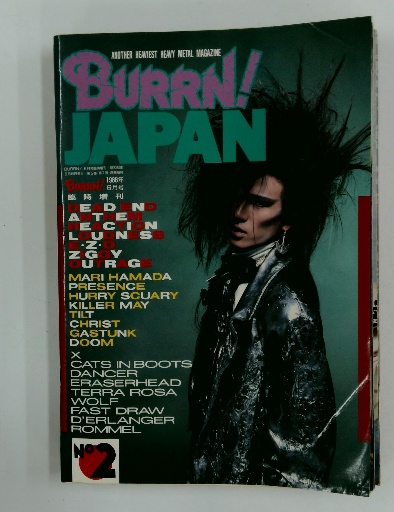 ANOTHER HEAVIEST HEAVY METAL MAGAZINE
BURRN!
JAPAN
BURRN! 1988年
6月号
臨時増刊
DEAD END
ANTHEM
REACTION
LOUDNESS
E・Z・O
ZIGGY
OUTRAGE
MARI HAMADA
PRESENCE
HURRY SCUARY
KILLER MAY
TILT
CHRIST
GASTUNK
DOOM
X
CATS IN BOOTS
DANCER
ERASERHEAD
TERRA ROSA
WOLF
FAST DRAW
D'ERLANGER
ROMMEL
No 2